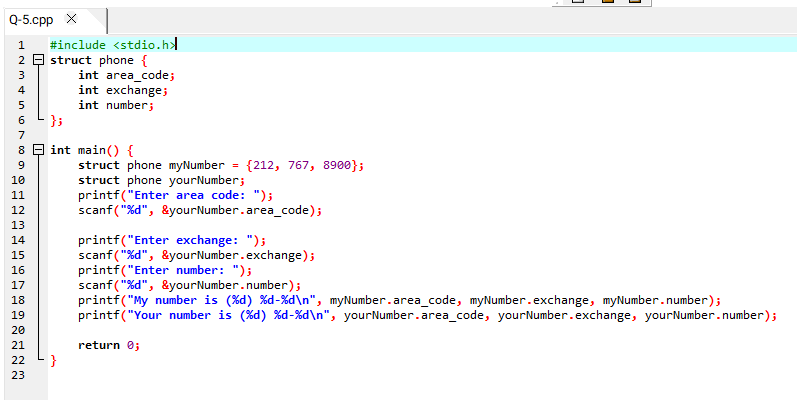 Q-5.cpp
1 #include <stdio.h>
2 struct phone {
3 int area_code;
4 int exchange;
5 int number;
6 };
7
8 int main() {
9 struct phone myNumber = {212, 767, 8900};
10 struct phone yourNumber;
11 printf("Enter area code: ");
12 scanf("%d", &yourNumber.area_code);
13
14 printf("Enter exchange: ");
15 scanf("%d", &yourNumber.exchange);
16 printf("Enter number: ");
17 scanf("%d", &yourNumber.number);
18 printf("My number is (%d) %d-%d\n", myNumber.area_code, myNumber.exchange, myNumber.number);
19 printf("Your number is (%d) %d-%d\n", yourNumber.area_code, yourNumber.exchange, yourNumber.number);
20
21 return 0;
22 }
23